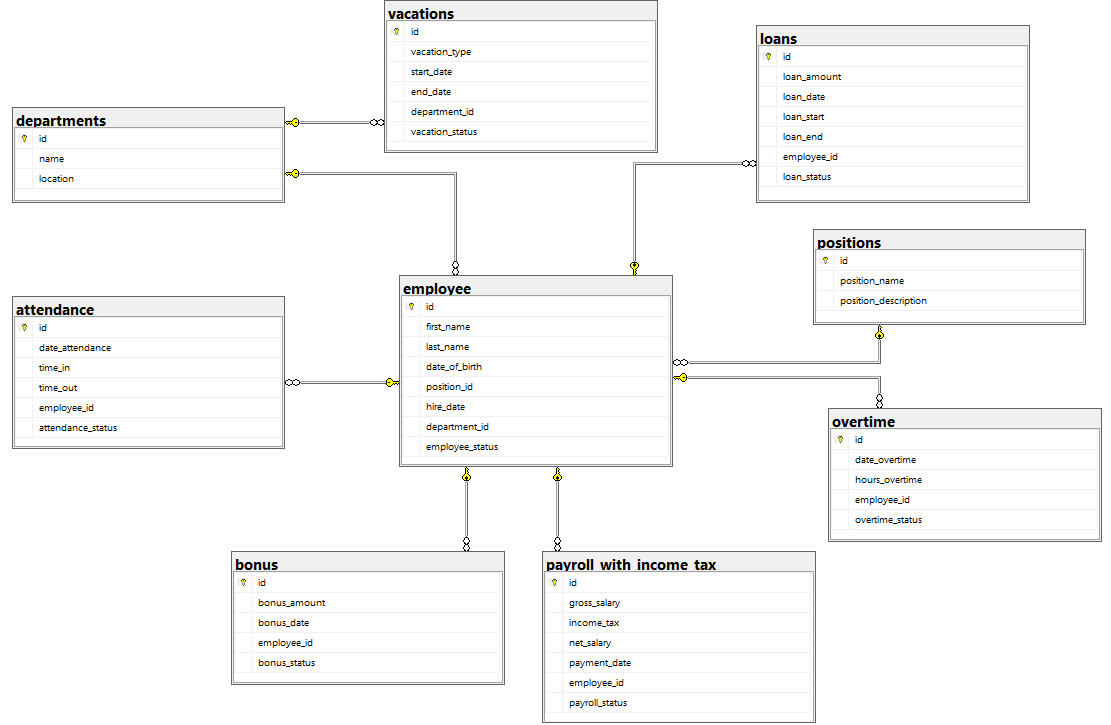 vacations
id
vacation_type
start_date
end_date
department_id
vacation_status
loans
id
loan_amount
loan_date
loan_start
loan_end
employee_id
loan_status
departments
id
name
location
positions
id
position_name
position_description
employee
id
first_name
last_name
date_of_birth
position_id
hire_date
department_id
employee_status
attendance
id
date_attendance
time_in
time_out
employee_id
attendance_status
overtime
id
date_overtime
hours_overtime
employee_id
overtime_status
bonus
id
bonus_amount
bonus_date
employee_id
bonus_status
payroll_with_income_tax
id
gross_salary
income_tax
net_salary
payment_date
employee_id
payroll_status